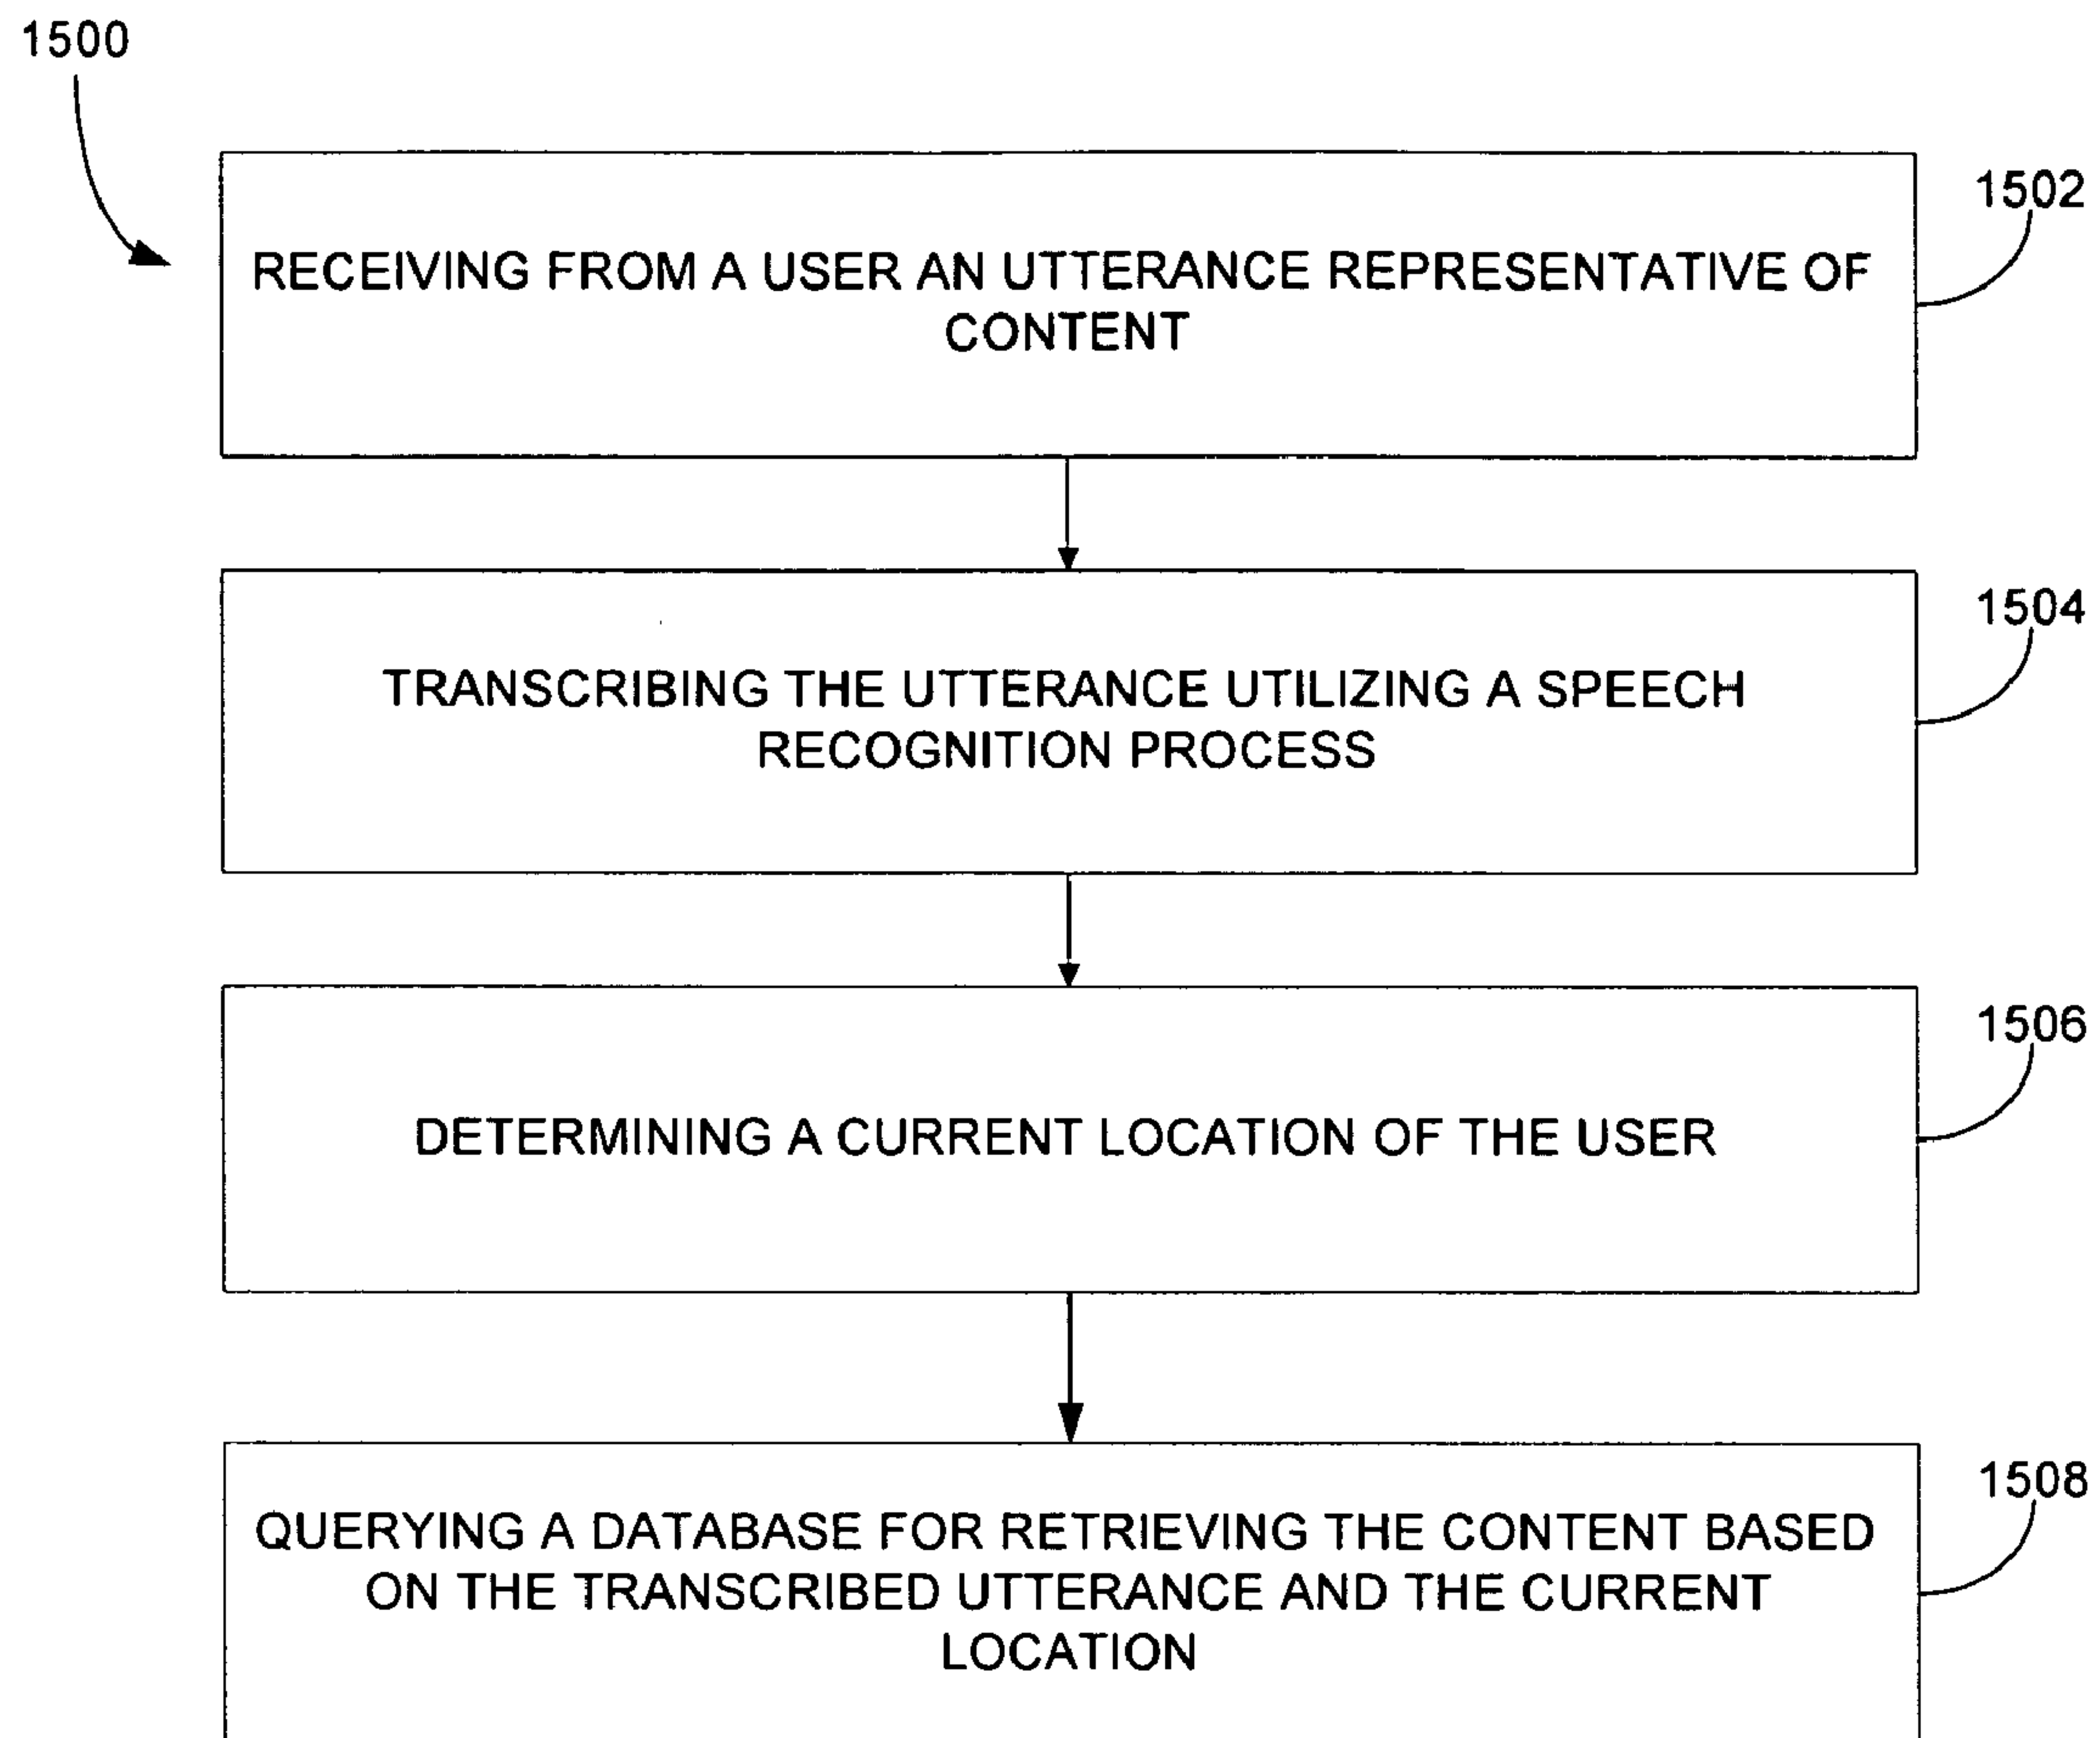 1500
1502
RECEIVING FROM A USER AN UTTERANCE REPRESENTATIVE OF
CONTENT
1504
TRANSCRIBING THE UTTERANCE UTILIZING A SPEECH
RECOGNITION PROCESS
1506
DETERMINING A CURRENT LOCATION OF THE USER
1508
QUERYING A DATABASE FOR RETRIEVING THE CONTENT BASED
ON THE TRANSCRIBED UTTERANCE AND THE CURRENT
LOCATION